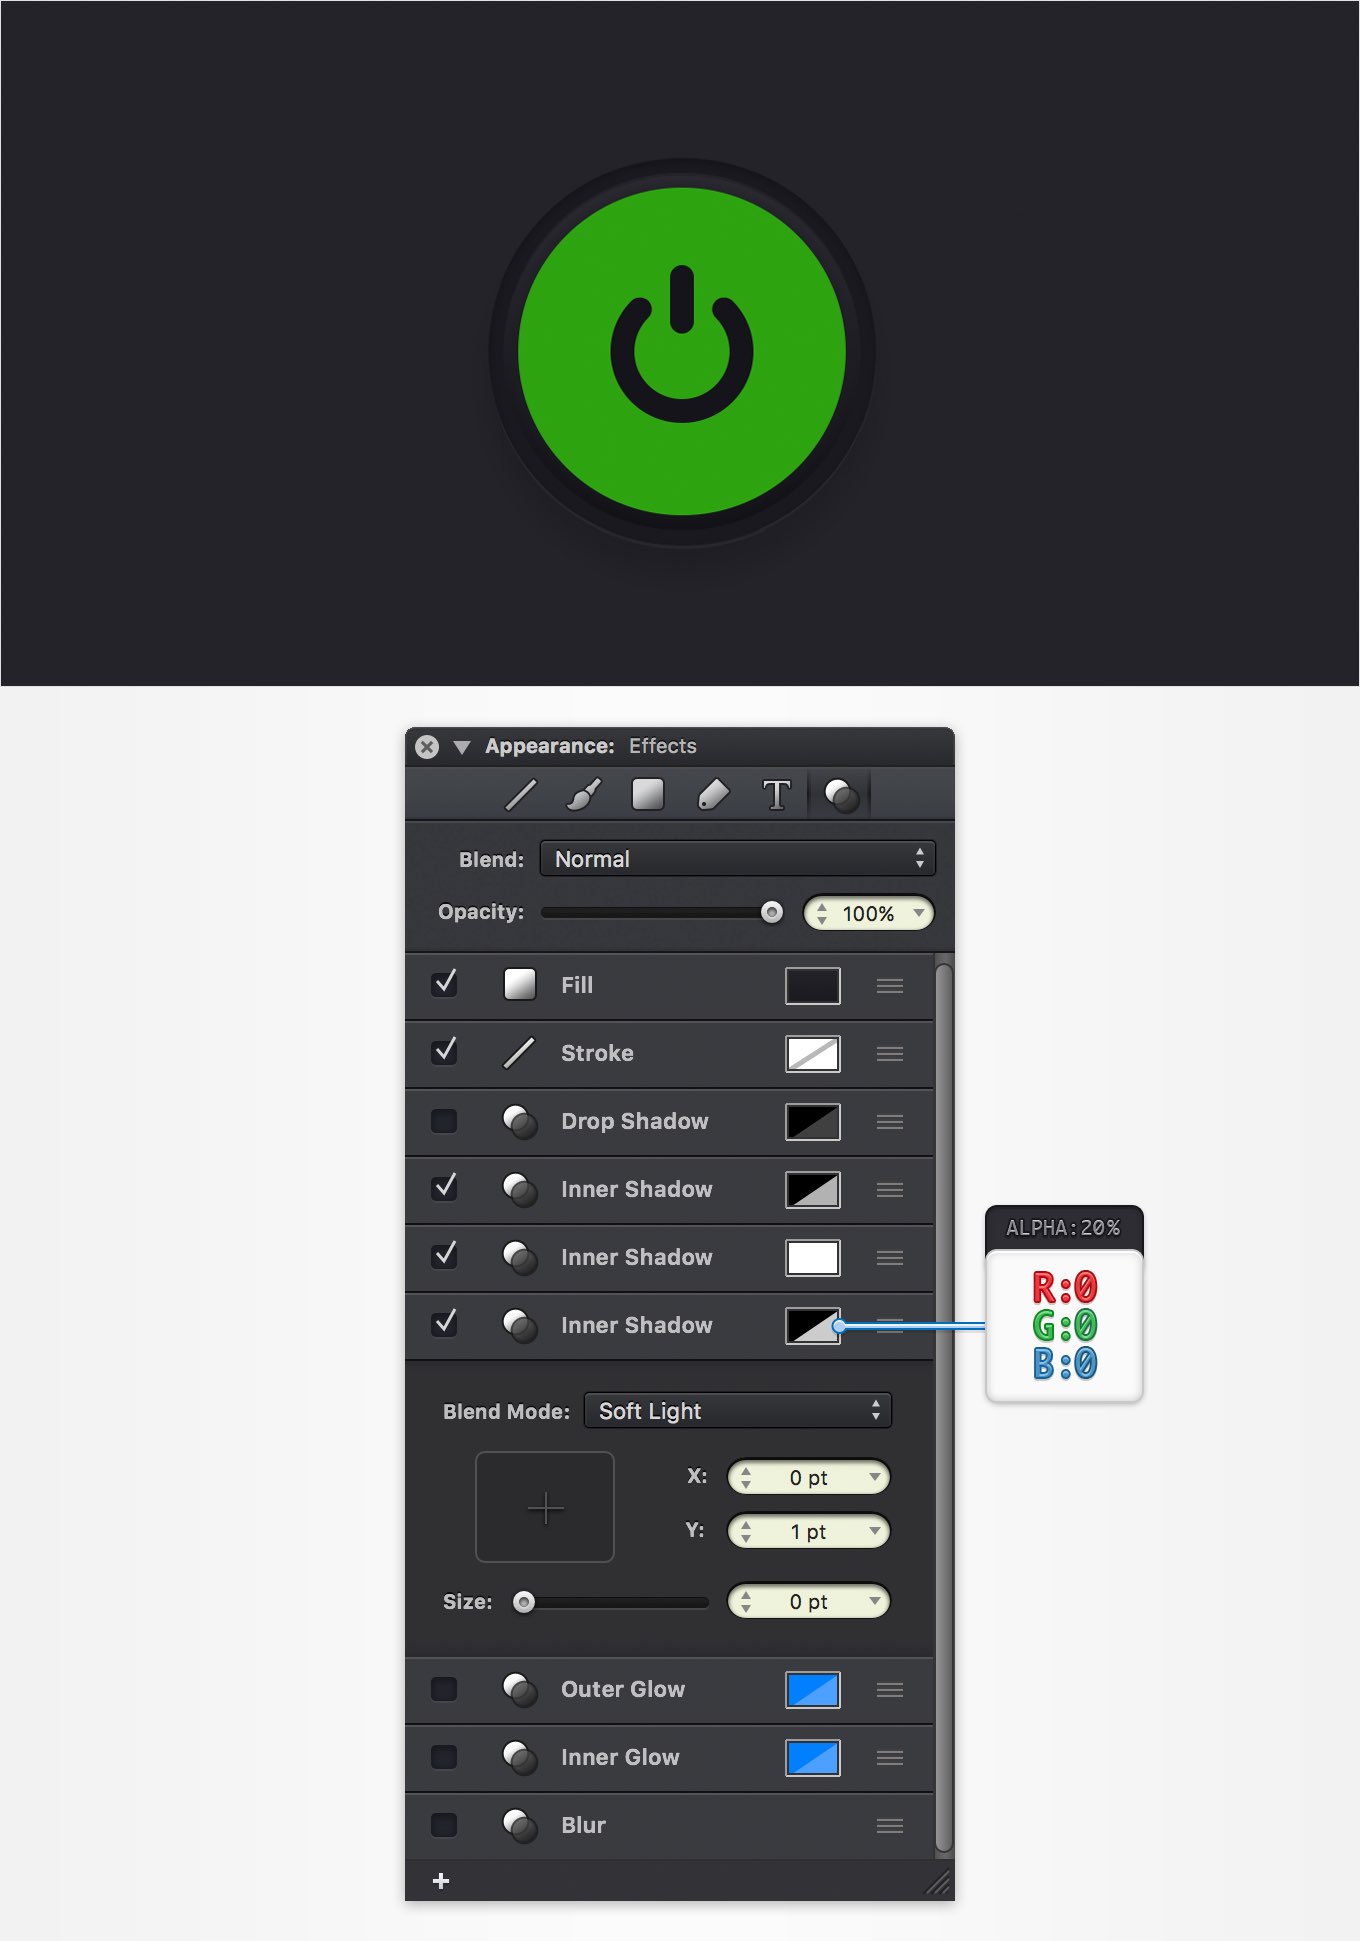 Appearance: Effects
T
Blend: Normal
Opacity: 100%
Fill
Stroke
Drop Shadow
Inner Shadow
Inner Shadow
Inner Shadow
ALPHA:20%
R:0
G:0
B:0
Blend Mode: Soft Light
X: 0 pt
Y: 1 pt
Size: 0 pt
Outer Glow
Inner Glow
Blur